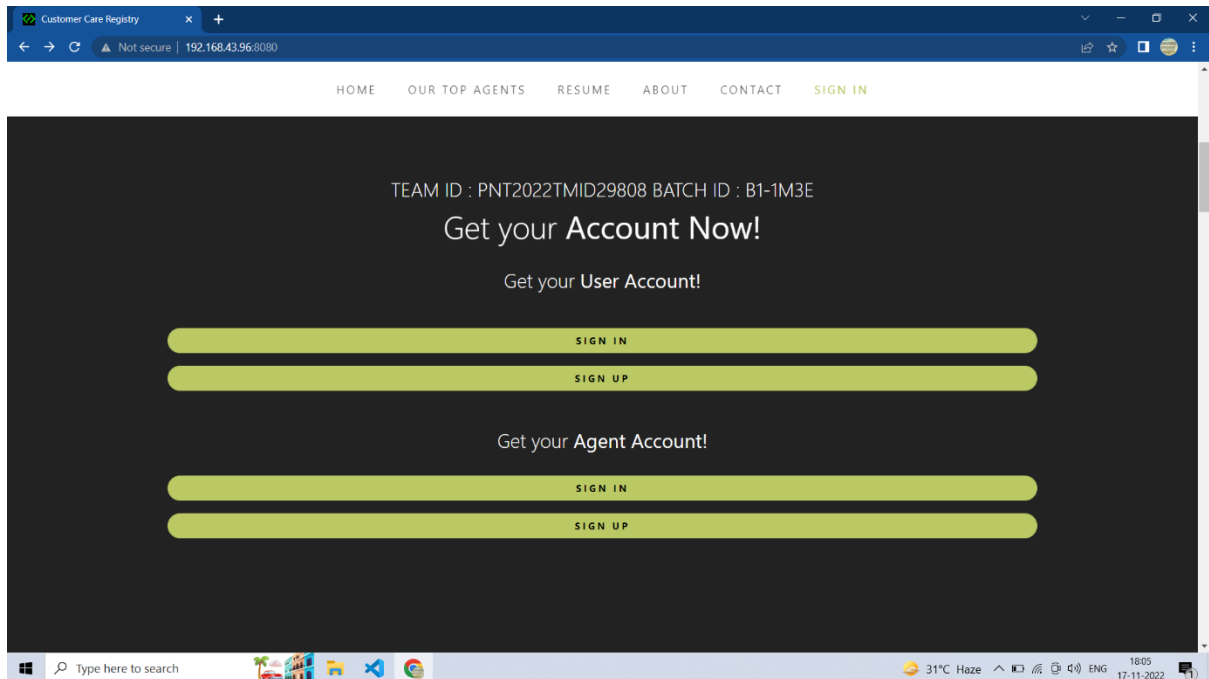 Customer Care Registry
Not secure | 192.168.43.96:8080
HOME OUR TOP AGENTS RESUME ABOUT CONTACT SIGN IN
TEAM ID : PNT2022TMID29808 BATCH ID : B1-1M3E
Get your Account Now!
Get your User Account!
SIGN IN
SIGN UP
Get your Agent Account!
SIGN IN
SIGN UP
Type here to search
31°C Haze
ENG
18:05
17-11-2022
1